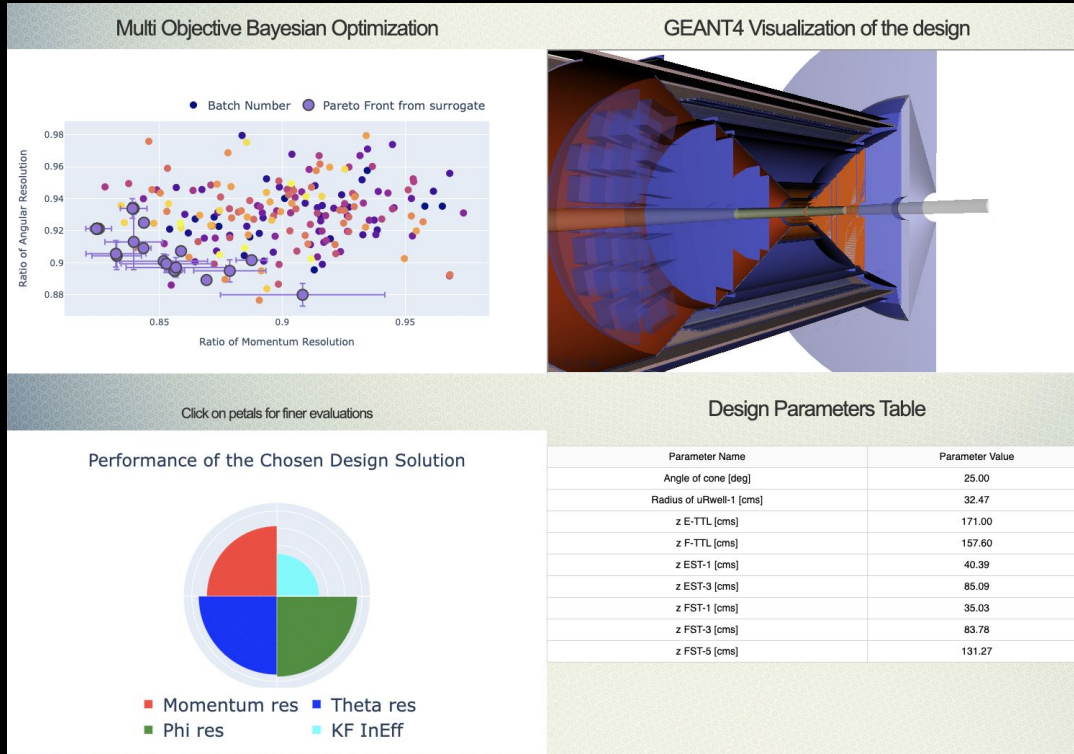 Multi Objective Bayesian Optimization
Batch Number Pareto Front from surrogate
0.98
0.96
0.94
0.92
0.9
0.88
Ratio of Angular Resolution
0.85 0.9 0.95
Ratio of Momentum Resolution
GEANT4 Visualization of the design
Click on petals for finer evaluations
Performance of the Chosen Design Solution
Momentum res Theta res
Phi res KF InEff
Design Parameters Table
Parameter Name Parameter Value
Angle of cone [deg] 25.00
Radius of uRwell-1 [cms] 32.47
z E-TTL [cms] 171.00
z F-TTL [cms] 157.60
z EST-1 [cms] 40.39
z EST-3 [cms] 85.09
z FST-1 [cms] 35.03
z FST-3 [cms] 83.78
z FST-5 [cms] 131.27